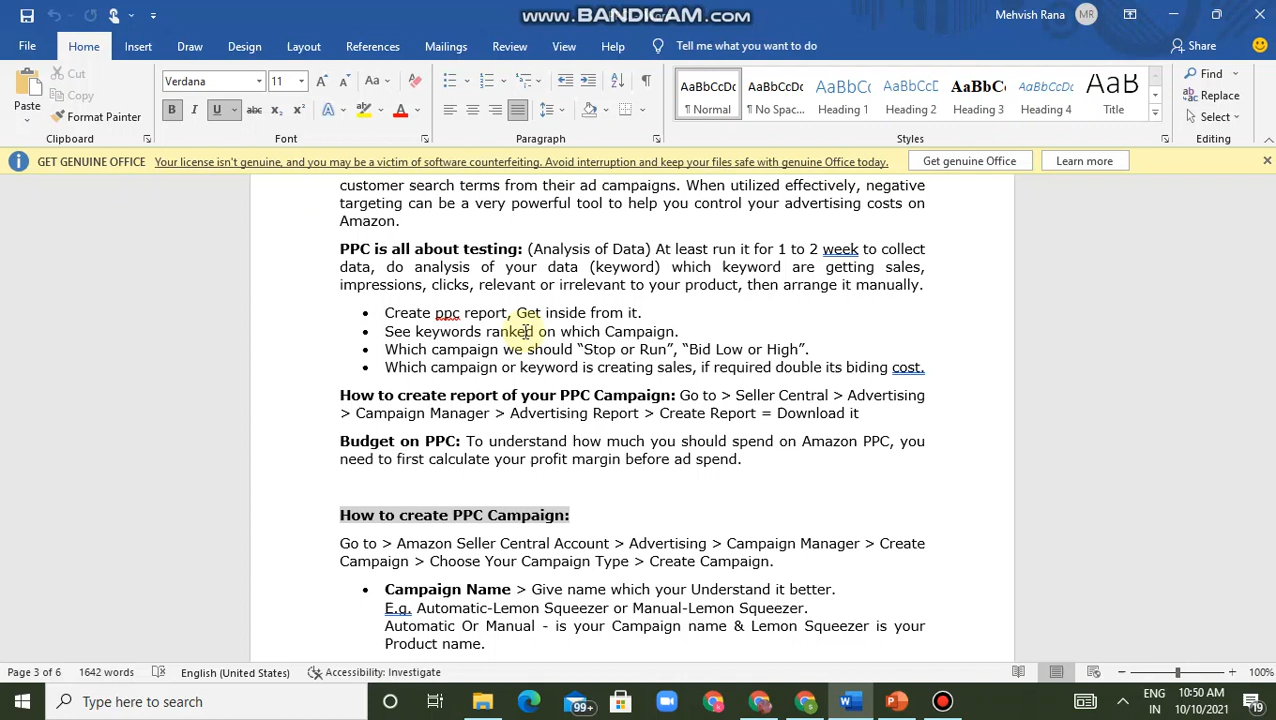 www.BANDICAM.com
Mehvish Rana MR
File Home Insert Draw Design Layout References Mailings Review View Help Tell me what you want to do Share
Paste Cut Copy Format Painter
Verdana 11
AaBbCcDc ¶ Normal AaBbCcDc ¶ No Spac... AaBbC Heading 1 AaBbCcD Heading 2 AaBbC Heading 3 AaBbCcDc Heading 4 AaB Title
Find Replace Select
Clipboard Font Paragraph Styles Editing
GET GENUINE OFFICE Your license isn't genuine, and you may be a victim of software counterfeiting. Avoid interruption and keep your files safe with genuine Office today. Get genuine Office Learn more
customer search terms from their ad campaigns. When utilized effectively, negative
targeting can be a very powerful tool to help you control your advertising costs on
Amazon.
PPC is all about testing: (Analysis of Data) At least run it for 1 to 2 week to collect
data, do analysis of your data (keyword) which keyword are getting sales,
impressions, clicks, relevant or irrelevant to your product, then arrange it manually.
• Create ppc report, Get inside from it.
• See keywords ranked on which Campaign.
• Which campaign we should “Stop or Run”, “Bid Low or High”.
• Which campaign or keyword is creating sales, if required double its biding cost.
How to create report of your PPC Campaign: Go to > Seller Central > Advertising
> Campaign Manager > Advertising Report > Create Report = Download it
Budget on PPC: To understand how much you should spend on Amazon PPC, you
need to first calculate your profit margin before ad spend.
How to create PPC Campaign:
Go to > Amazon Seller Central Account > Advertising > Campaign Manager > Create
Campaign > Choose Your Campaign Type > Create Campaign.
• Campaign Name > Give name which your Understand it better.
E.g. Automatic-Lemon Squeezer or Manual-Lemon Squeezer.
Automatic Or Manual - is your Campaign name & Lemon Squeezer is your
Product name.
Page 3 of 6 1642 words English (United States) Accessibility: Investigate 100%
Type here to search 99+ ENG IN 10:50 AM 10/10/2021 19